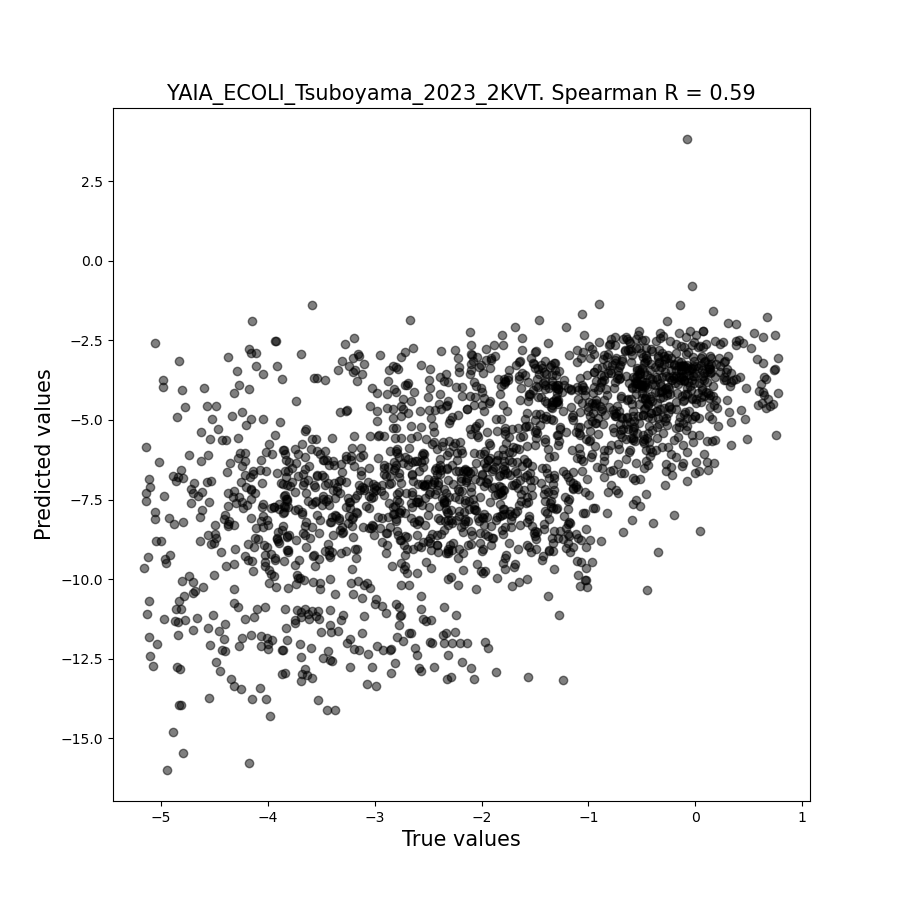 YAIA_ECOLI_Tsuboyama_2023_2KVT. Spearman R = 0.59
2.5
0.0
−2.5
−5.0
−7.5
−10.0
−12.5
−15.0
Predicted values
−5 −4 −3 −2 −1 0 1
True values